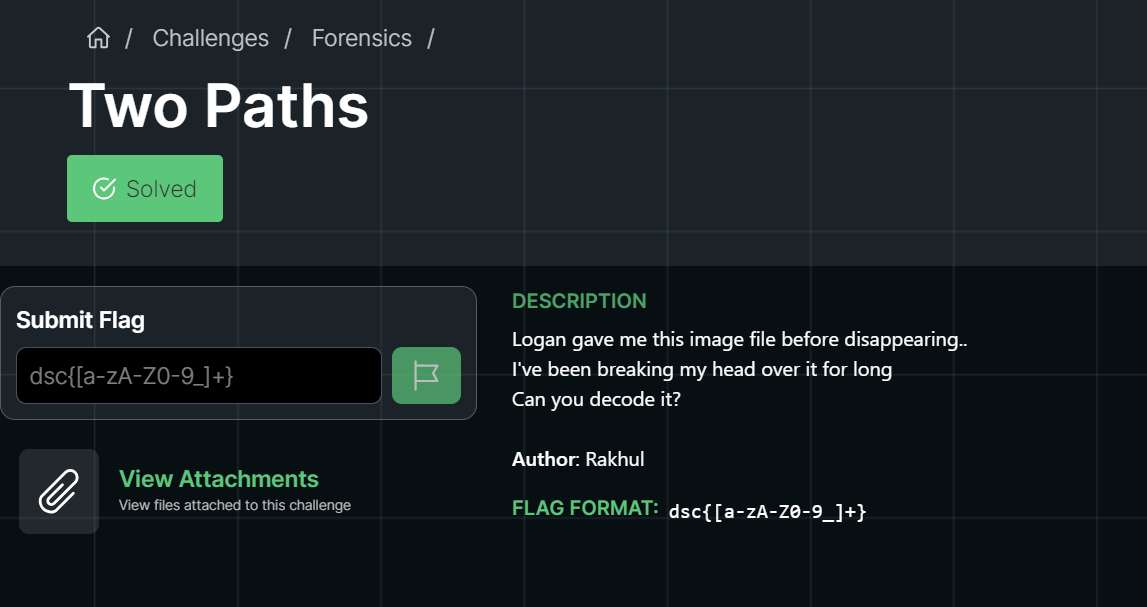 / Challenges / Forensics /
Two Paths
Solved
Submit Flag
dsc{[a-zA-Z0-9_]+}
View Attachments
View files attached to this challenge
DESCRIPTION
Logan gave me this image file before disappearing..
I've been breaking my head over it for long
Can you decode it?
Author: Rakhul
FLAG FORMAT: dsc{[a-zA-Z0-9_]+}